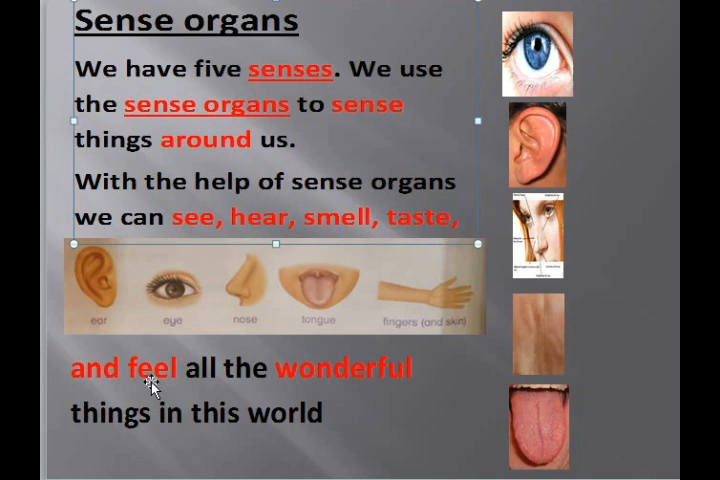 Sense organs
We have five senses. We use
the sense organs to sense
things around us.
With the help of sense organs
we can see, hear, smell, taste,
ear eye nose tongue fingers (and skin)
and feel all the wonderful
things in this world